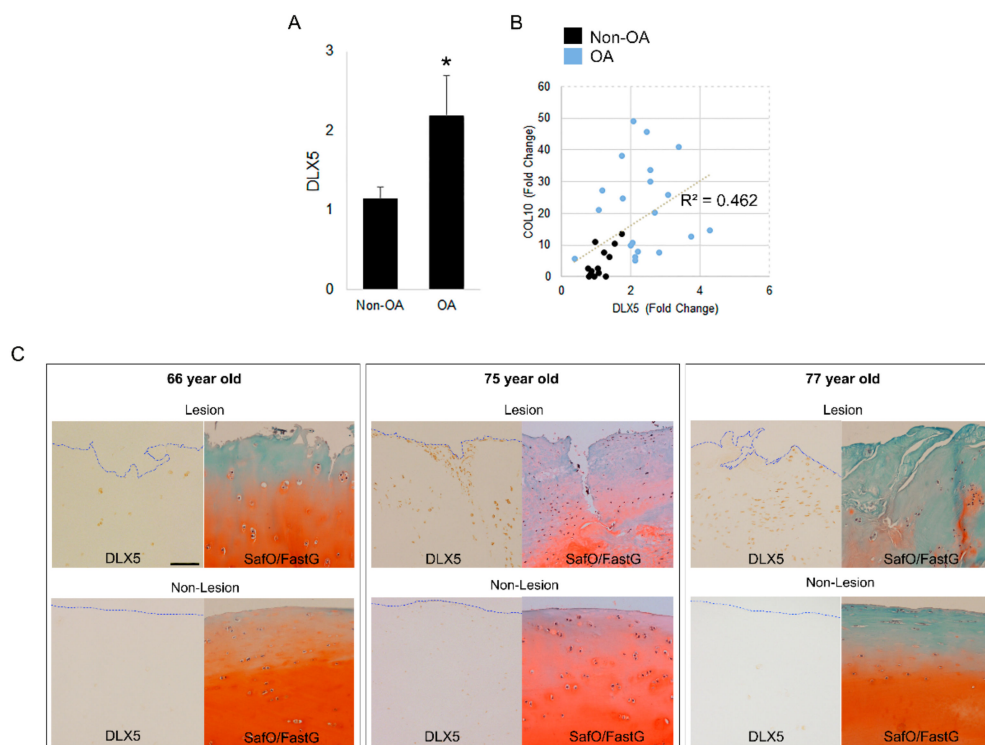 A
3
2
1
0
DLX5
*
Non-OA
OA
B
Non-OA
OA
60
50
40
30
20
10
0
COL10 (Fold Change)
R² = 0.462
0
2
4
6
DLX5 (Fold Change)
C
66 year old
Lesion
DLX5
SafO/FastG
Non-Lesion
DLX5
SafO/FastG
75 year old
Lesion
DLX5
SafO/FastG
Non-Lesion
DLX5
SafO/FastG
77 year old
Lesion
DLX5
SafO/FastG
Non-Lesion
DLX5
SafO/FastG